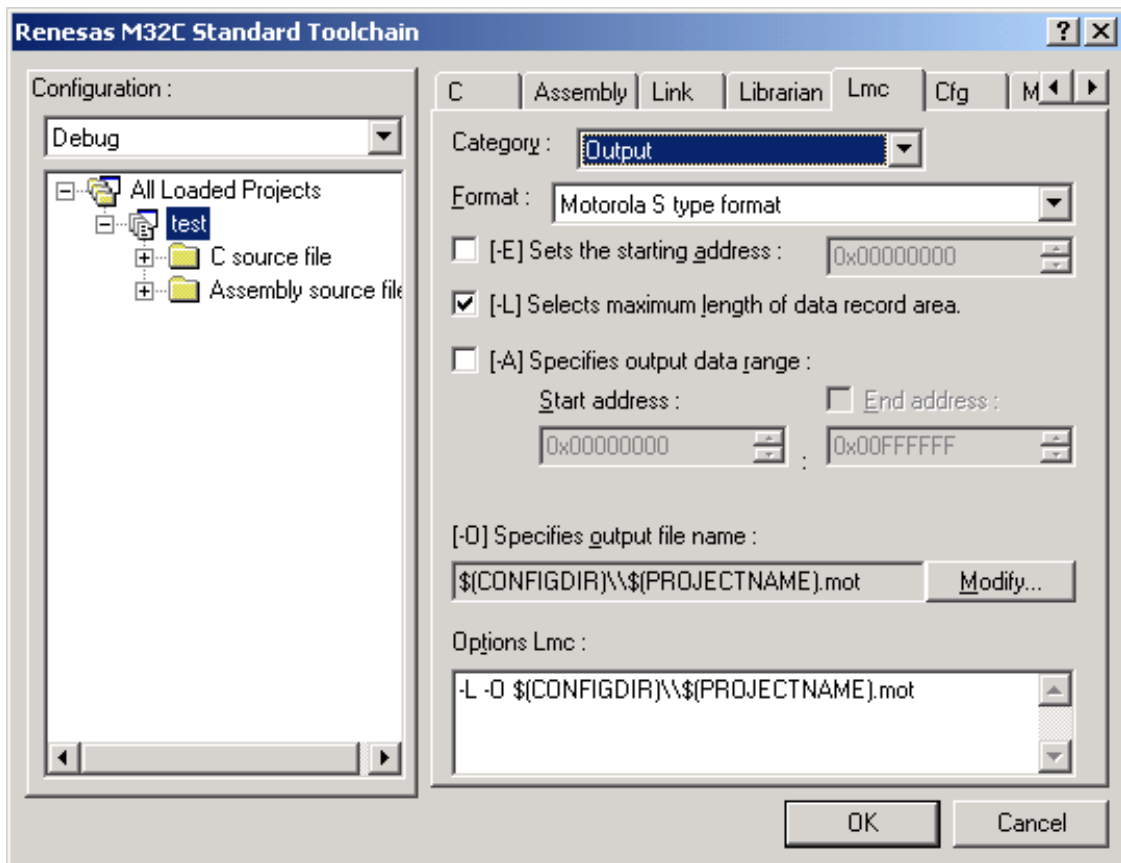 Renesas M32C Standard Toolchain
Configuration :
Debug
All Loaded Projects
test
C source file
Assembly source file
C Assembly Link Librarian Lmc Cfg M
Category : Output
Format : Motorola S type format
[-E] Sets the starting address : 0x00000000
[-L] Selects maximum length of data record area.
[-A] Specifies output data range :
Start address : End address :
0x00000000 : 0x00FFFFFF
[-O] Specifies output file name :
$(CONFIGDIR)\\$(PROJECTNAME).mot Modify...
Options Lmc :
-L -O $(CONFIGDIR)\\$(PROJECTNAME).mot
OK Cancel